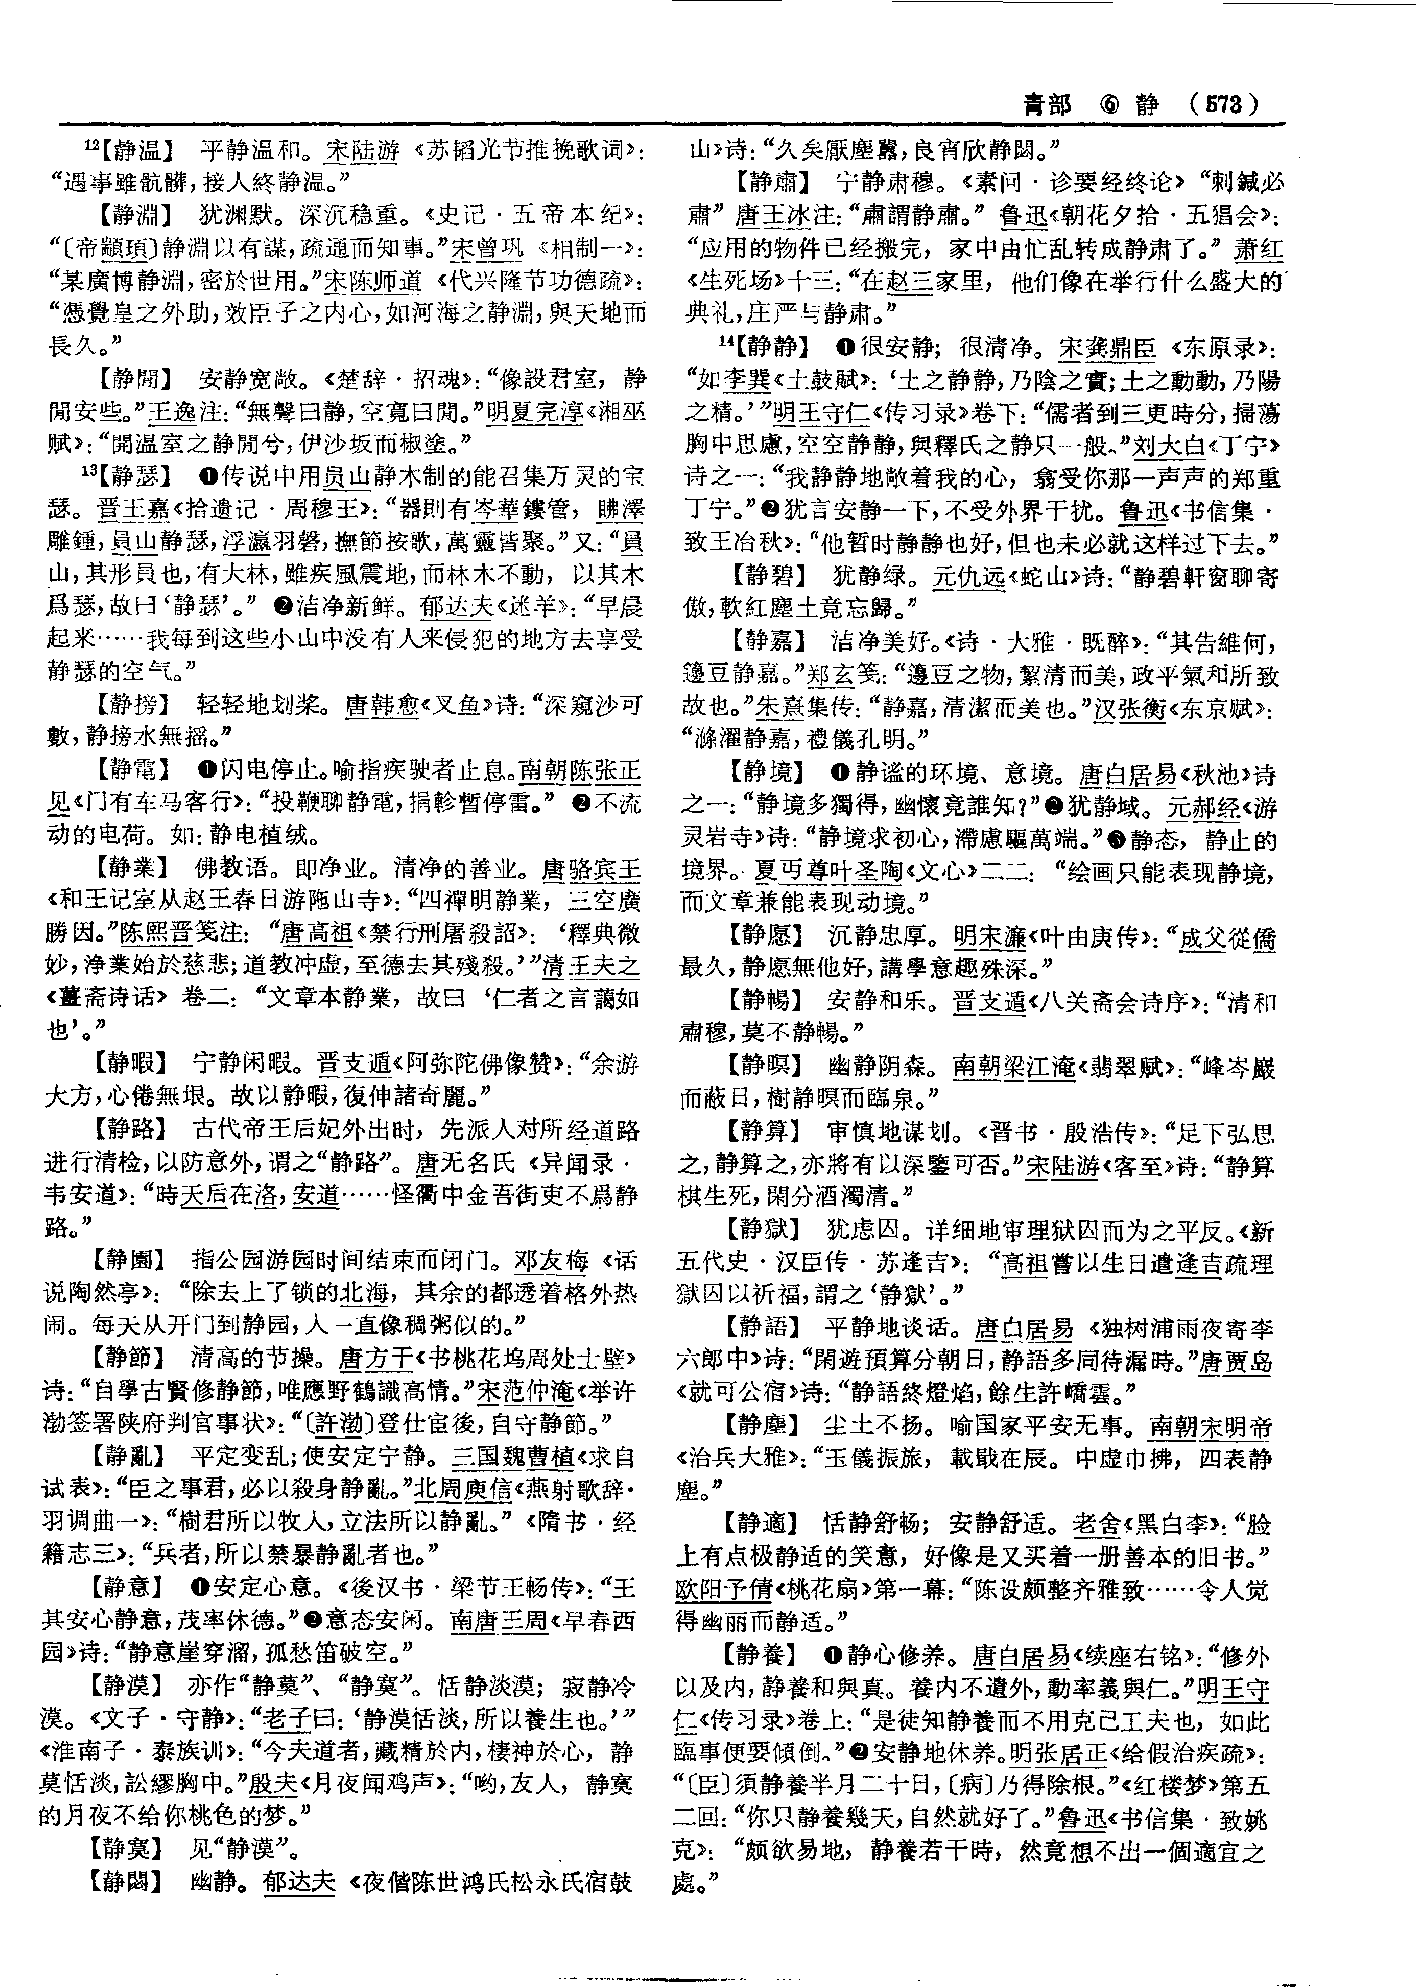 青部 ⑥ 静 (573)
¹²【静温】 平静温和。宋陆游《苏韬光节推挽歌词》：
“遇事雖骯髒，接人終静温。”
【静淵】 犹渊默。深沉稳重。《史记·五帝本纪》：
“〔帝顓頊〕静淵以有謀，疏通而知事。”宋曾巩《相制一》：
“某廣博静淵，密於世用。”宋陈师道《代兴隆节功德疏》：
“憑覺皇之外助，效臣子之内心，如河海之静淵，與天地而
長久。”
【静閒】 安静宽敞。《楚辞·招魂》：“像設君室，静
閒安些。”王逸注：“無聲曰静，空寬曰閒。”明夏完淳《湘巫
赋》：“開温室之静閒兮，伊沙坂而椒塗。”
¹³【静瑟】 ❶传说中用员山静木制的能召集万灵的宝
瑟。晋王嘉《拾遗记·周穆王》：“器則有岑華鏤管，㫲澤
雕鍾，員山静瑟，浮瀛羽磬，撫節按歌，萬靈皆聚。”又：“員
山，其形員也，有大林，雖疾風震地，而林木不動，以其木
爲瑟，故曰‘静瑟’。”❷洁净新鲜。郁达夫《迷羊》：“早晨
起来……我每到这些小山中没有人来侵犯的地方去享受
静瑟的空气。”
【静搒】 轻轻地划桨。唐韩愈《叉鱼》诗：“深窺沙可
數，静搒水無摇。”
【静電】 ❶闪电停止。喻指疾驶者止息。南朝陈张正
见《门有车马客行》：“投鞭聊静電，捐軫暫停雷。”❷不流
动的电荷。如：静电植绒。
【静業】 佛教语。即净业。清净的善业。唐骆宾王
《和王记室从赵王春日游陁山寺》：“四禪明静業，三空廣
勝因。”陈熙晋笺注：“唐高祖《禁行刑屠殺詔》：‘釋典微
妙，净業始於慈悲；道教冲虚，至德去其殘殺。’”清王夫之
《薑斋诗话》卷二：“文章本静業，故曰‘仁者之言藹如
也’。”
【静暇】 宁静闲暇。晋支遁《阿弥陀佛像赞》：“余游
大方，心倦無垠。故以静暇，復伸諸奇麗。”
【静路】 古代帝王后妃外出时，先派人对所经道路
进行清检，以防意外，谓之“静路”。唐无名氏《异闻录·
韦安道》：“時天后在洛，安道……怪衢中金吾街吏不爲静
路。”
【静園】 指公园游园时间结束而闭门。邓友梅《话
说陶然亭》：“除去上了锁的北海，其余的都透着格外热
闹。每天从开门到静园，人一直像稠粥似的。”
【静節】 清高的节操。唐方干《书桃花坞周处士壁》
诗：“自學古賢修静節，唯應野鶴識高情。”宋范仲淹《举许
渤签署陕府判官事状》：“〔許渤〕登仕宦後，自守静節。”
【静亂】 平定变乱；使安定宁静。三国魏曹植《求自
试表》：“臣之事君，必以殺身静亂。”北周庾信《燕射歌辞·
羽调曲一》：“樹君所以牧人，立法所以静亂。”《隋书·经
籍志三》：“兵者，所以禁暴静亂者也。”
【静意】 ❶安定心意。《後汉书·梁节王畅传》：“王
其安心静意，茂率休德。”❷意态安闲。南唐王周《早春西
园》诗：“静意崖穿溜，孤愁笛破空。”
【静漠】 亦作“静莫”、“静寞”。恬静淡漠；寂静冷
漠。《文子·守静》：“老子曰：‘静漠恬淡，所以養生也。’”
《淮南子·泰族训》：“今夫道者，藏精於内，棲神於心，静
莫恬淡，訟繆胸中。”殷夫《月夜闻鸡声》：“哟，友人，静寞
的月夜不给你桃色的梦。”
【静寞】 见“静漠”。
【静閟】 幽静。郁达夫《夜偕陈世鸿氏松永氏宿鼓
山》诗：“久矣厭塵囂，良宵欣静閟。”
【静肅】 宁静肃穆。《素问·诊要经终论》“刺鍼必
肅”唐王冰注：“肅謂静肅。”鲁迅《朝花夕拾·五猖会》：
“应用的物件已经搬完，家中由忙乱转成静肃了。”萧红
《生死场》十三：“在赵三家里，他们像在举行什么盛大的
典礼，庄严与静肃。”
¹⁴【静静】 ❶很安静；很清净。宋龚鼎臣《东原录》：
“如李巽《土鼓賦》：‘土之静静，乃陰之實；土之動動，乃陽
之精。’”明王守仁《传习录》卷下：“儒者到三更時分，掃蕩
胸中思慮，空空静静，與釋氏之静只一般。”刘大白《丁宁》
诗之一：“我静静地敞着我的心，翕受你那一声声的郑重
丁宁。”❷犹言安静一下，不受外界干扰。鲁迅《书信集·
致王冶秋》：“他暂时静静也好，但也未必就这样过下去。”
【静碧】 犹静绿。元仇远《蛇山》诗：“静碧軒窗聊寄
傲，軟紅塵土竟忘歸。”
【静嘉】 洁净美好。《诗·大雅·既醉》：“其告維何，
籩豆静嘉。”郑玄笺：“籩豆之物，絜清而美，政平氣和所致
故也。”朱熹集传：“静嘉，清潔而美也。”汉张衡《东京赋》：
“滌濯静嘉，禮儀孔明。”
【静境】 ❶静谧的环境、意境。唐白居易《秋池》诗
之一：“静境多獨得，幽懷竟誰知？”❷犹静域。元郝经《游
灵岩寺》诗：“静境求初心，滯慮驅萬端。”❸静态，静止的
境界。夏丏尊叶圣陶《文心》二二：“绘画只能表现静境，
而文章兼能表现动境。”
【静愿】 沉静忠厚。明宋濂《叶由庚传》：“成父從僑
最久，静愿無他好，講學意趣殊深。”
【静暢】 安静和乐。晋支遁《八关斋会诗序》：“清和
肅穆，莫不静暢。”
【静暝】 幽静阴森。南朝梁江淹《翡翠赋》：“峰岑巖
而蔽日，樹静暝而臨泉。”
【静算】 审慎地谋划。《晋书·殷浩传》：“足下弘思
之，静算之，亦將有以深鑒可否。”宋陆游《客至》诗：“静算
棋生死，閑分酒濁清。”
【静獄】 犹虑囚。详细地审理狱囚而为之平反。《新
五代史·汉臣传·苏逢吉》：“高祖嘗以生日遣逢吉疏理
獄囚以祈福，謂之‘静獄’。”
【静語】 平静地谈话。唐白居易《独树浦雨夜寄李
六郎中》诗：“閑遊預算分朝日，静語多同待漏時。”唐贾岛
《就可公宿》诗：“静語終燈焰，餘生許嶠雲。”
【静塵】 尘土不扬。喻国家平安无事。南朝宋明帝
《治兵大雅》：“玉儀振旅，載戢在辰。中虚巾拂，四表静
塵。”
【静適】 恬静舒畅；安静舒适。老舍《黑白李》：“脸
上有点极静适的笑意，好像是又买着一册善本的旧书。”
欧阳予倩《桃花扇》第一幕：“陈设颇整齐雅致……令人觉
得幽丽而静适。”
【静養】 ❶静心修养。唐白居易《续座右铭》：“修外
以及内，静養和與真。養内不遺外，動率義與仁。”明王守
仁《传习录》卷上：“是徒知静養而不用克己工夫也，如此
臨事便要傾倒。”❷安静地休养。明张居正《给假治疾疏》：
“〔臣〕須静養半月二十日，〔病〕乃得除根。”《红楼梦》第五
二回：“你只静養幾天，自然就好了。”鲁迅《书信集·致姚
克》：“颇欲易地，静養若干時，然竟想不出一個適宜之
處。”